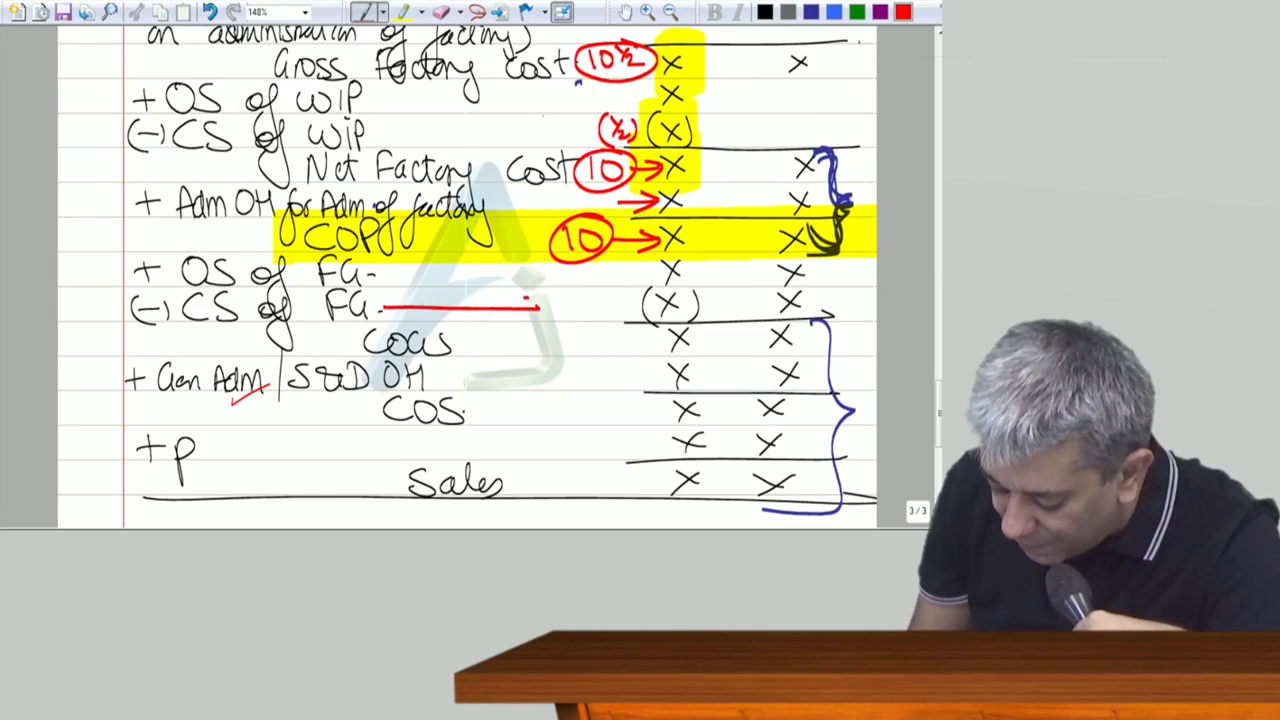 148%
B I
on administration of factory)
Gross Factory Cost 10½ x x
+ OS of WIP x
(-) CS of WIP (½) (x)
Net Factory Cost 10 → x x
+ Adm OH for Adm of factory → x x
COP 10 → x x
+ OS of FG. x x
(-) CS of FG. (x) x
COGS x x
+ Gen Adm | S&D OH x x
COS. x x
+ P x x
Sales x x
3/3